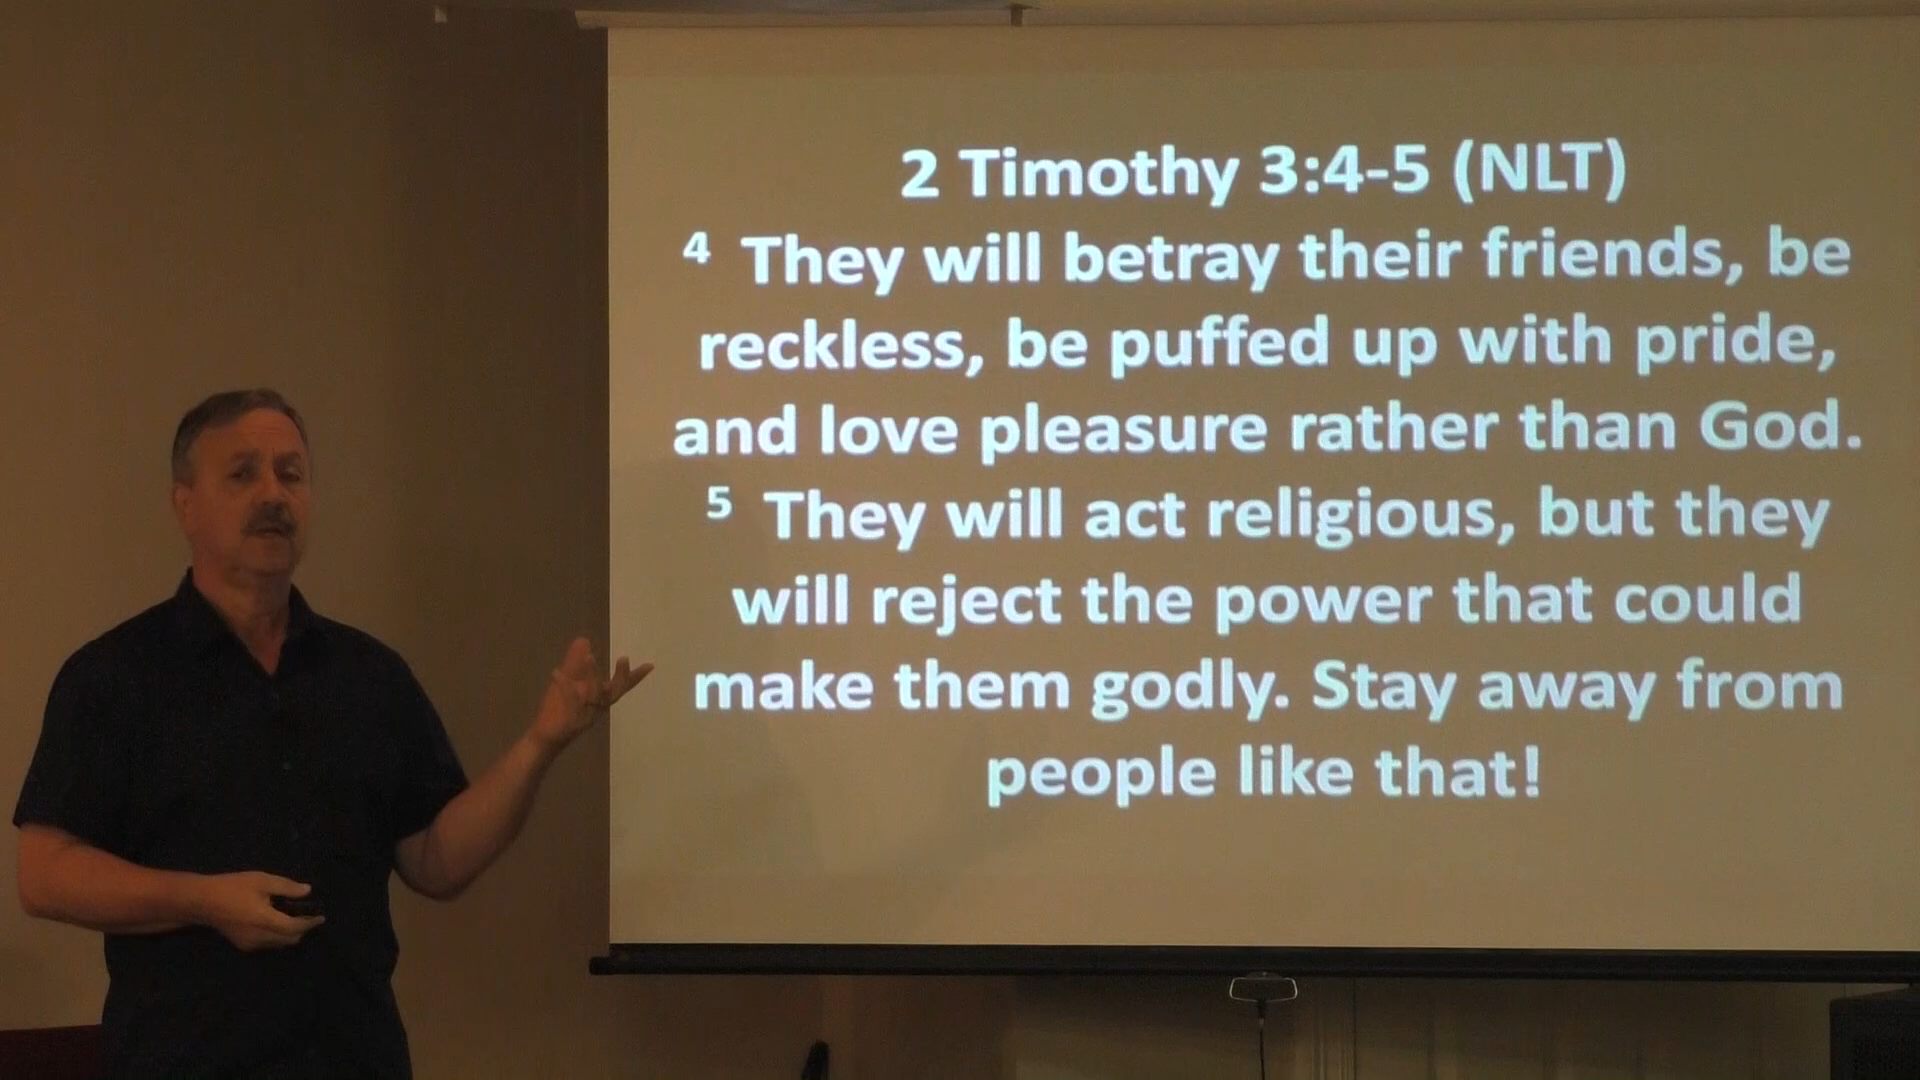 2 Timothy 3:4-5 (NLT)
4 They will betray their friends, be
reckless, be puffed up with pride,
and love pleasure rather than God.
5 They will act religious, but they
will reject the power that could
make them godly. Stay away from
people like that!